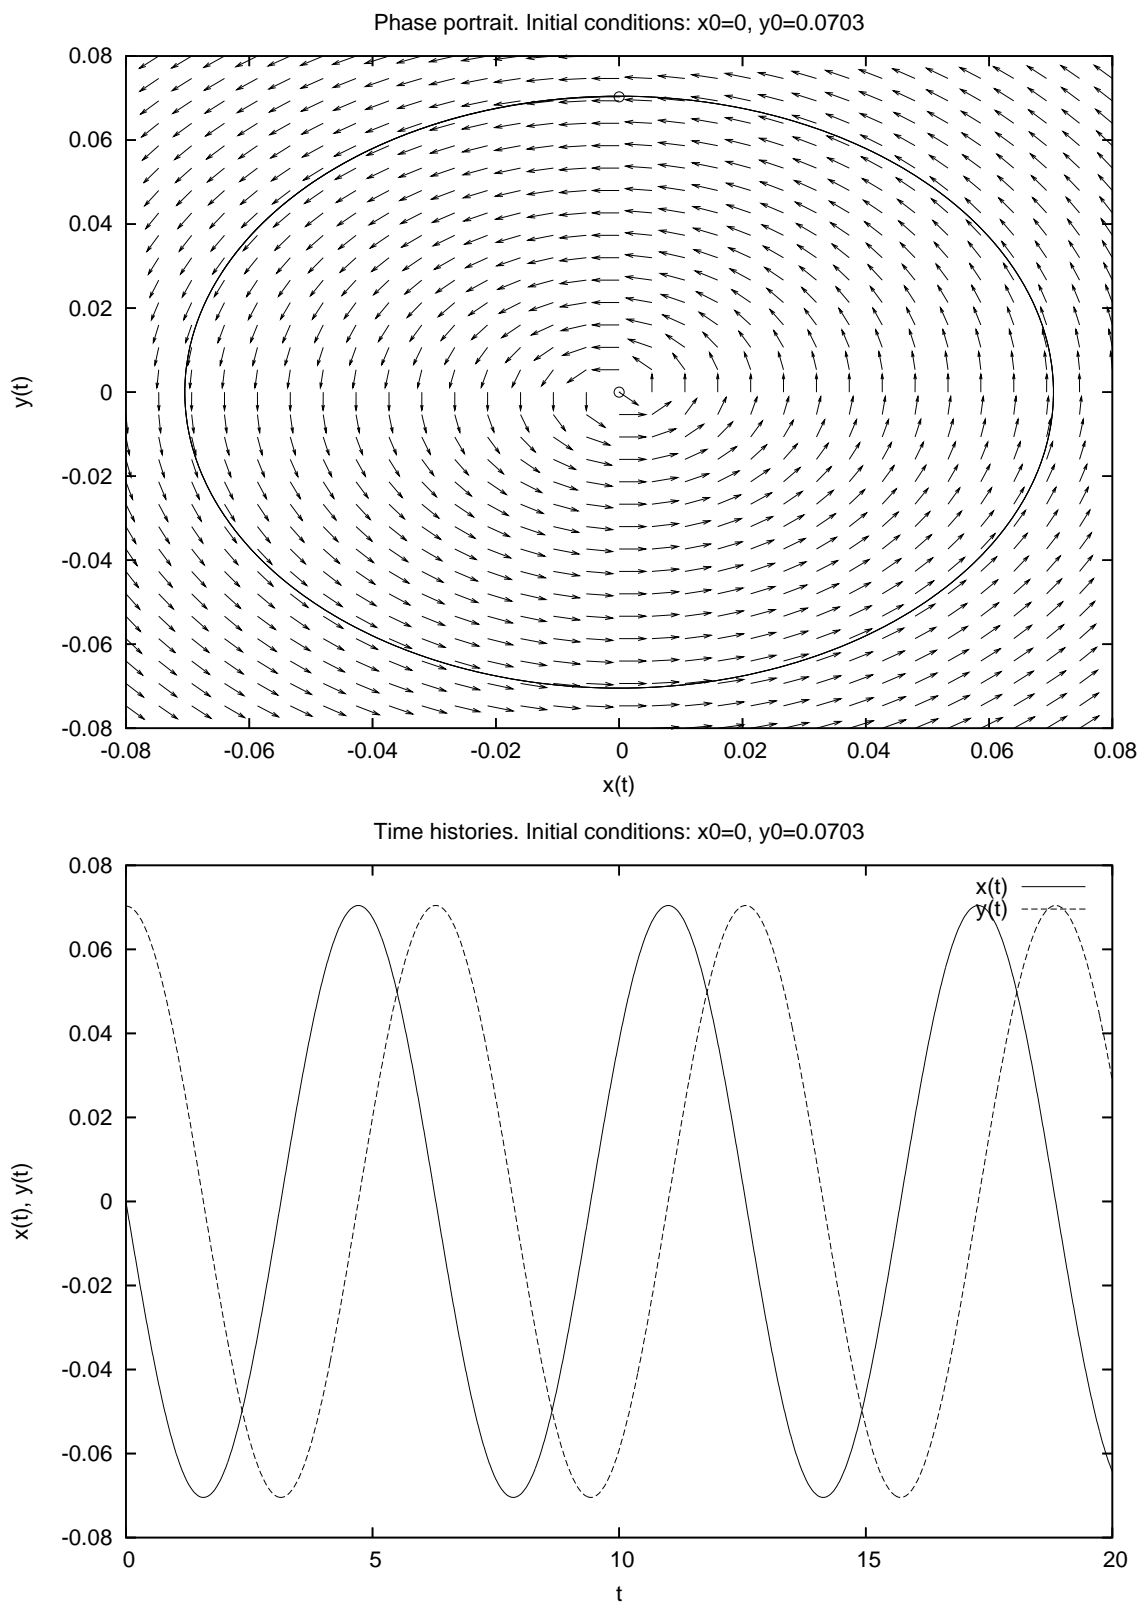 Phase portrait. Initial conditions: x0=0, y0=0.0703
0.08
0.06
0.04
0.02
0
-0.02
-0.04
-0.06
-0.08
y(t)
-0.08 -0.06 -0.04 -0.02 0 0.02 0.04 0.06 0.08
x(t)
Time histories. Initial conditions: x0=0, y0=0.0703
x(t)
y(t)
0.08
0.06
0.04
0.02
0
-0.02
-0.04
-0.06
-0.08
x(t), y(t)
0 5 10 15 20
t